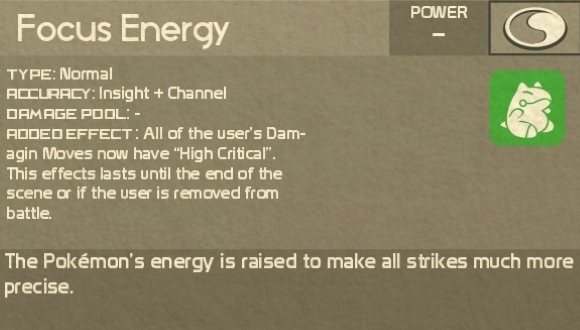 Focus Energy
POWER
–
TYPE: Normal
ACCURACY: Insight + Channel
DAMAGE POOL: -
ADDED EFFECT: All of the user's Dam-
agin Moves now have “High Critical”.
This effects lasts until the end of the
scene or if the user is removed from
battle.
The Pokémon's energy is raised to make all strikes much more
precise.